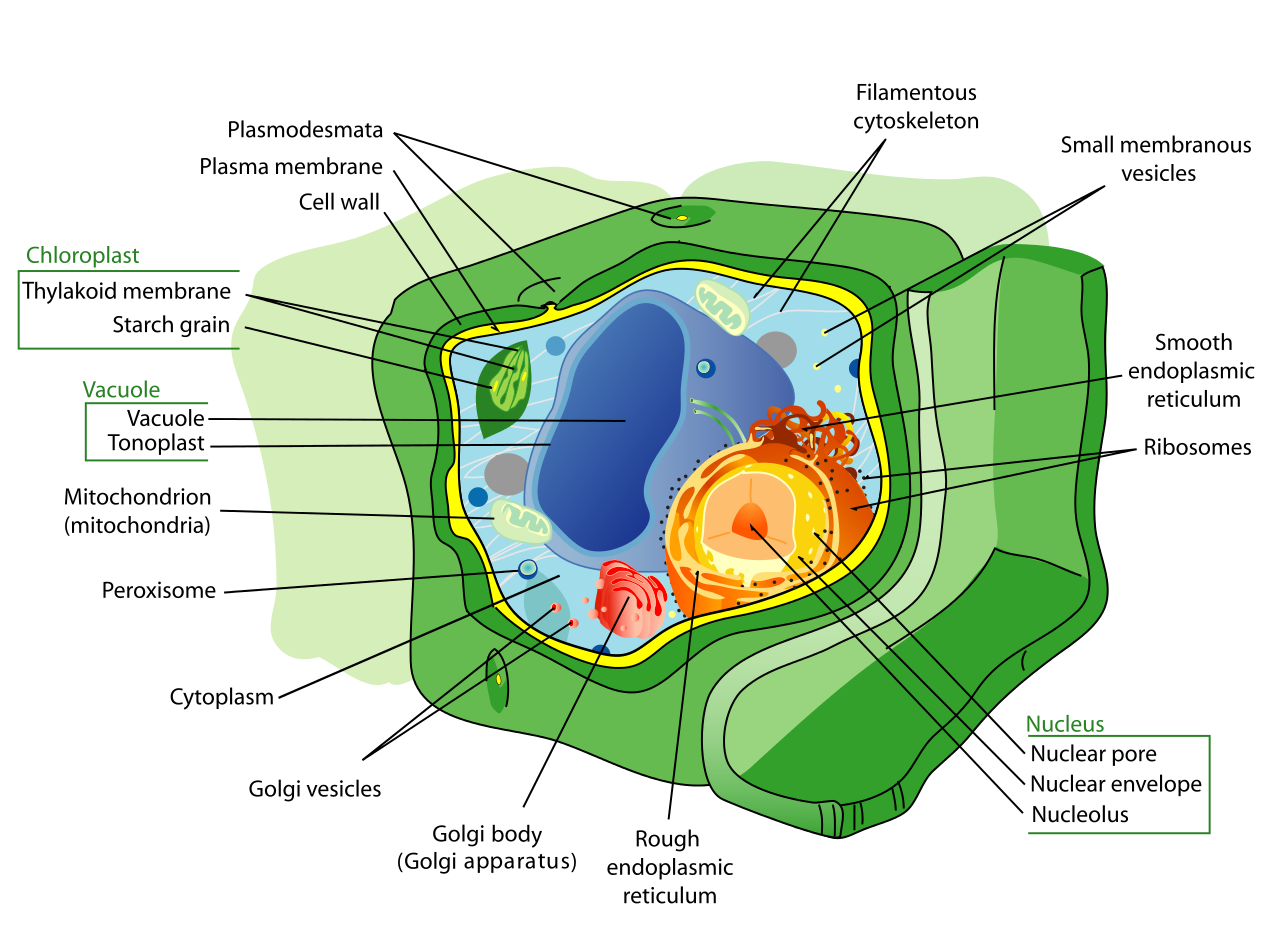 Filamentous
cytoskeleton
Plasmodesmata
Small membranous
vesicles
Plasma membrane
Cell wall
Chloroplast
Thylakoid membrane
Starch grain
Smooth
endoplasmic
reticulum
Vacuole
Vacuole
Tonoplast
Ribosomes
Mitochondrion
(mitochondria)
Peroxisome
Cytoplasm
Nucleus
Nuclear pore
Nuclear envelope
Nucleolus
Golgi vesicles
Golgi body
(Golgi apparatus)
Rough
endoplasmic
reticulum